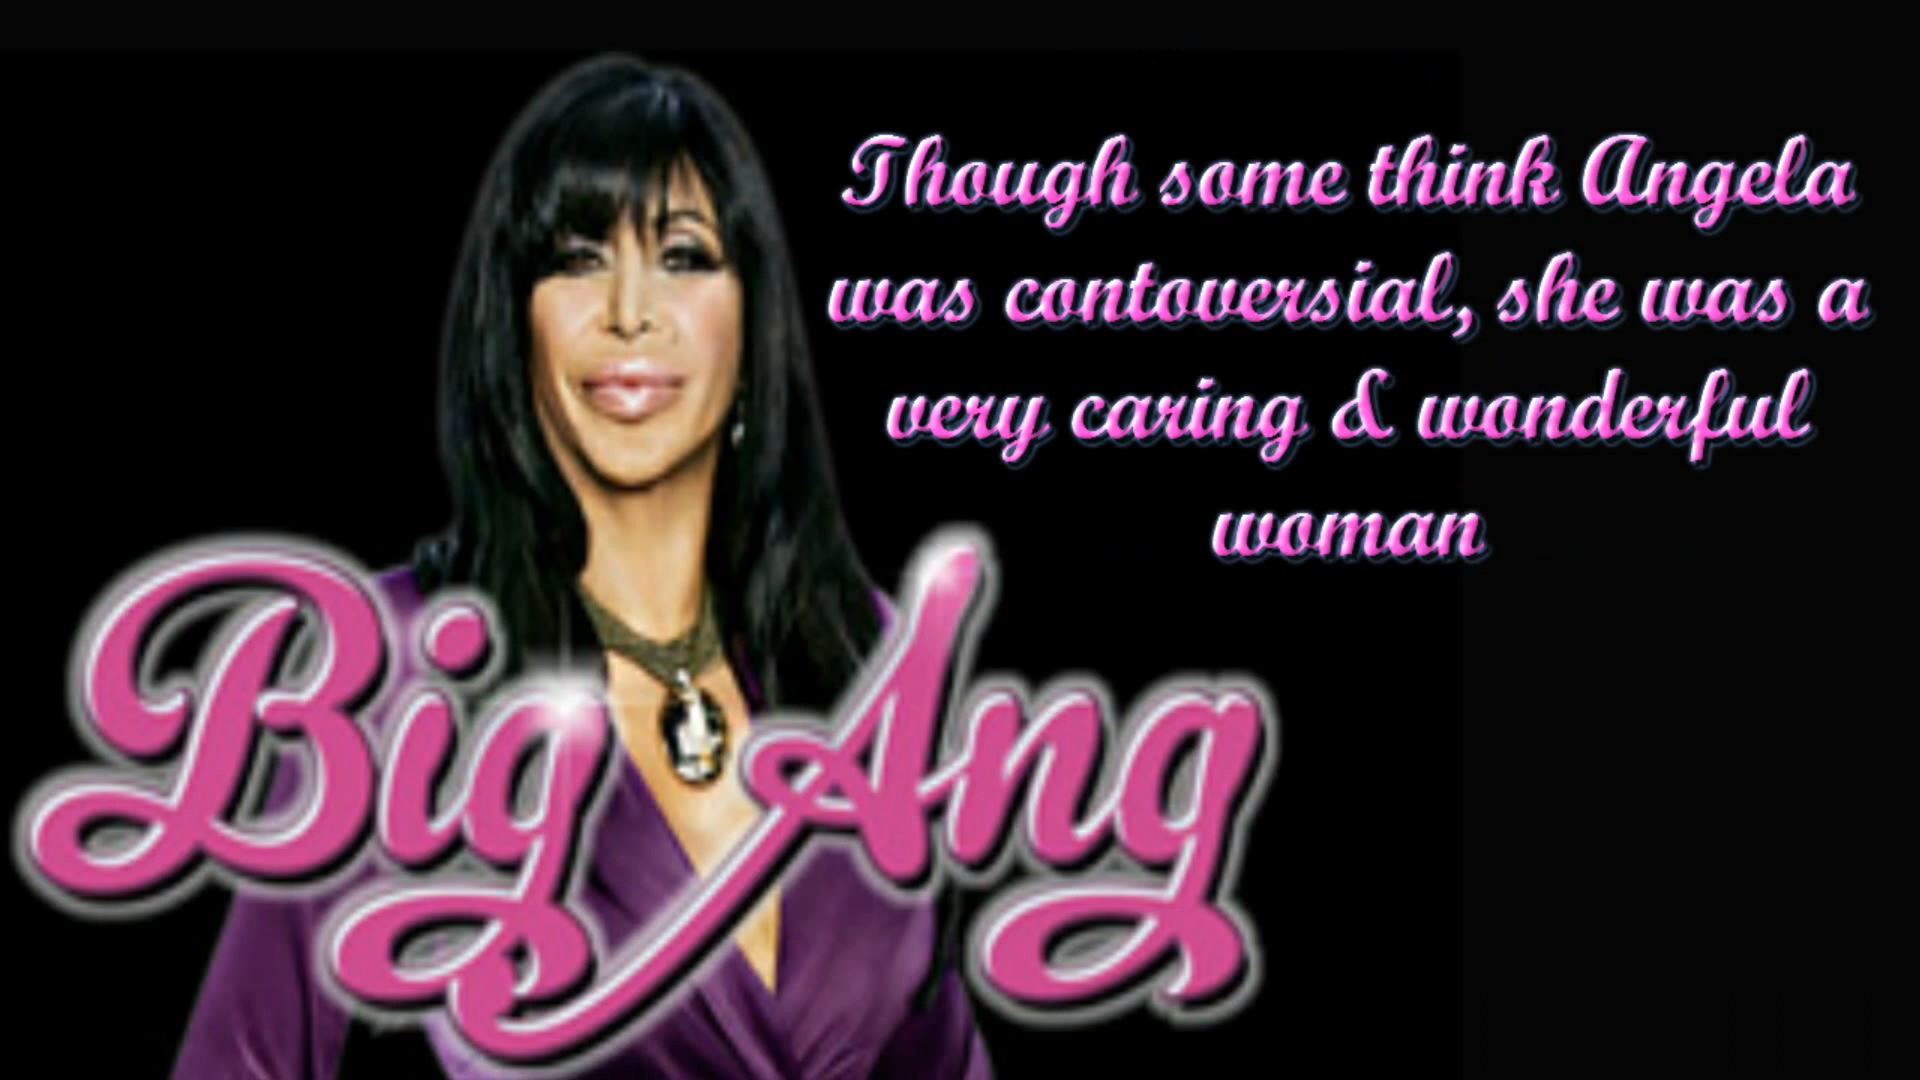 Though some think Angela
was contoversial, she was a
very caring & wonderful
woman
Big Ang